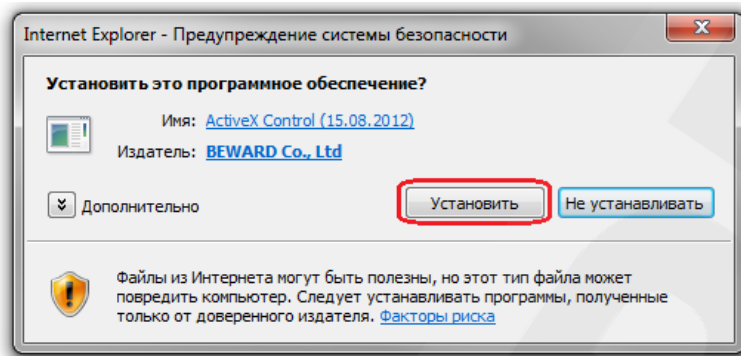 Internet Explorer - Предупреждение системы безопасности
Установить это программное обеспечение?
Имя: ActiveX Control (15.08.2012)
Издатель: BEWARD Co., Ltd
Дополнительно Установить Не устанавливать
Файлы из Интернета могут быть полезны, но этот тип файла может
повредить компьютер. Следует устанавливать программы, полученные
только от доверенного издателя. Факторы риска